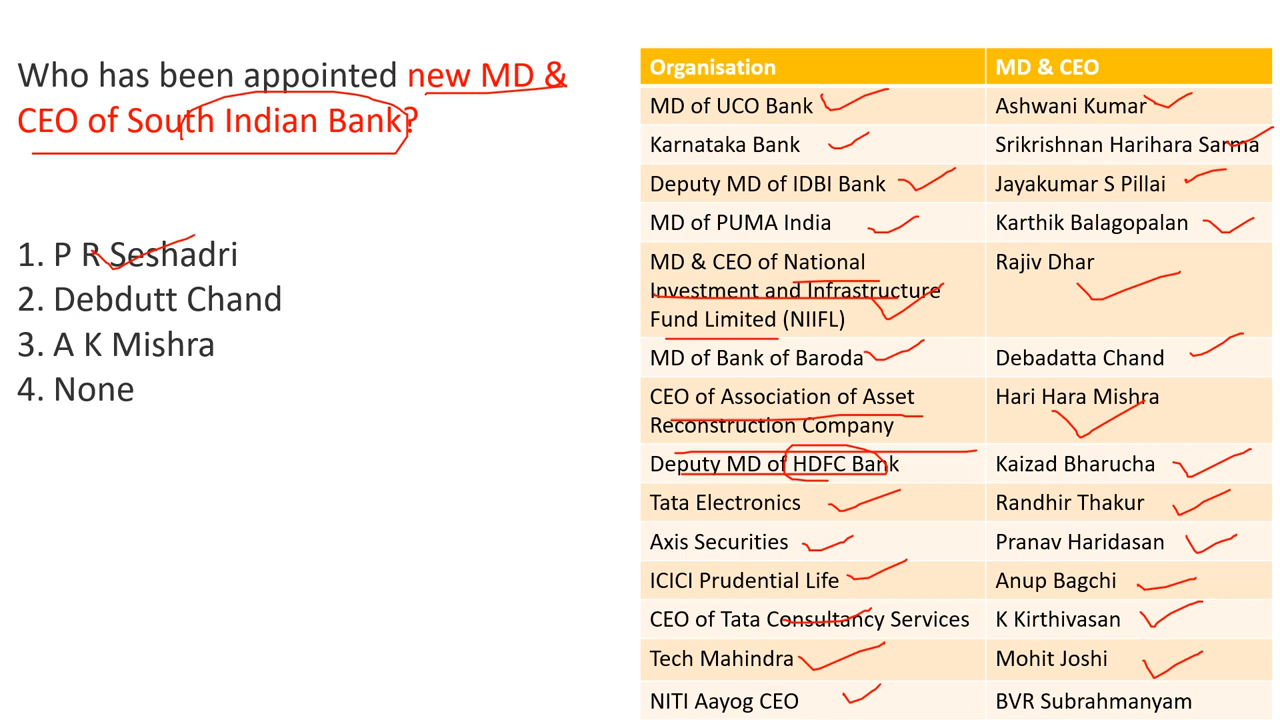 Who has been appointed new MD &
CEO of South Indian Bank?
1. P R Seshadri
2. Debdutt Chand
3. A K Mishra
4. None
Organisation MD & CEO
MD of UCO Bank Ashwani Kumar
Karnataka Bank Srikrishnan Harihara Sarma
Deputy MD of IDBI Bank Jayakumar S Pillai
MD of PUMA India Karthik Balagopalan
MD & CEO of National Rajiv Dhar
Investment and Infrastructure
Fund Limited (NIIFL)
MD of Bank of Baroda Debadatta Chand
CEO of Association of Asset Hari Hara Mishra
Reconstruction Company
Deputy MD of HDFC Bank Kaizad Bharucha
Tata Electronics Randhir Thakur
Axis Securities Pranav Haridasan
ICICI Prudential Life Anup Bagchi
CEO of Tata Consultancy Services K Kirthivasan
Tech Mahindra Mohit Joshi
NITI Aayog CEO BVR Subrahmanyam